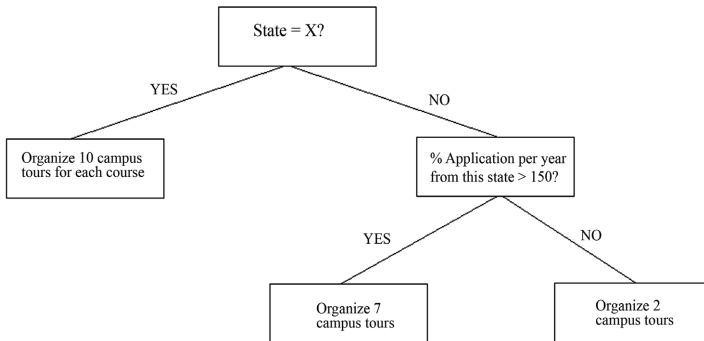 State = X?
YES
NO
Organize 10 campus
tours for each course
% Application per year
from this state > 150?
YES
NO
Organize 7
campus tours
Organize 2
campus tours